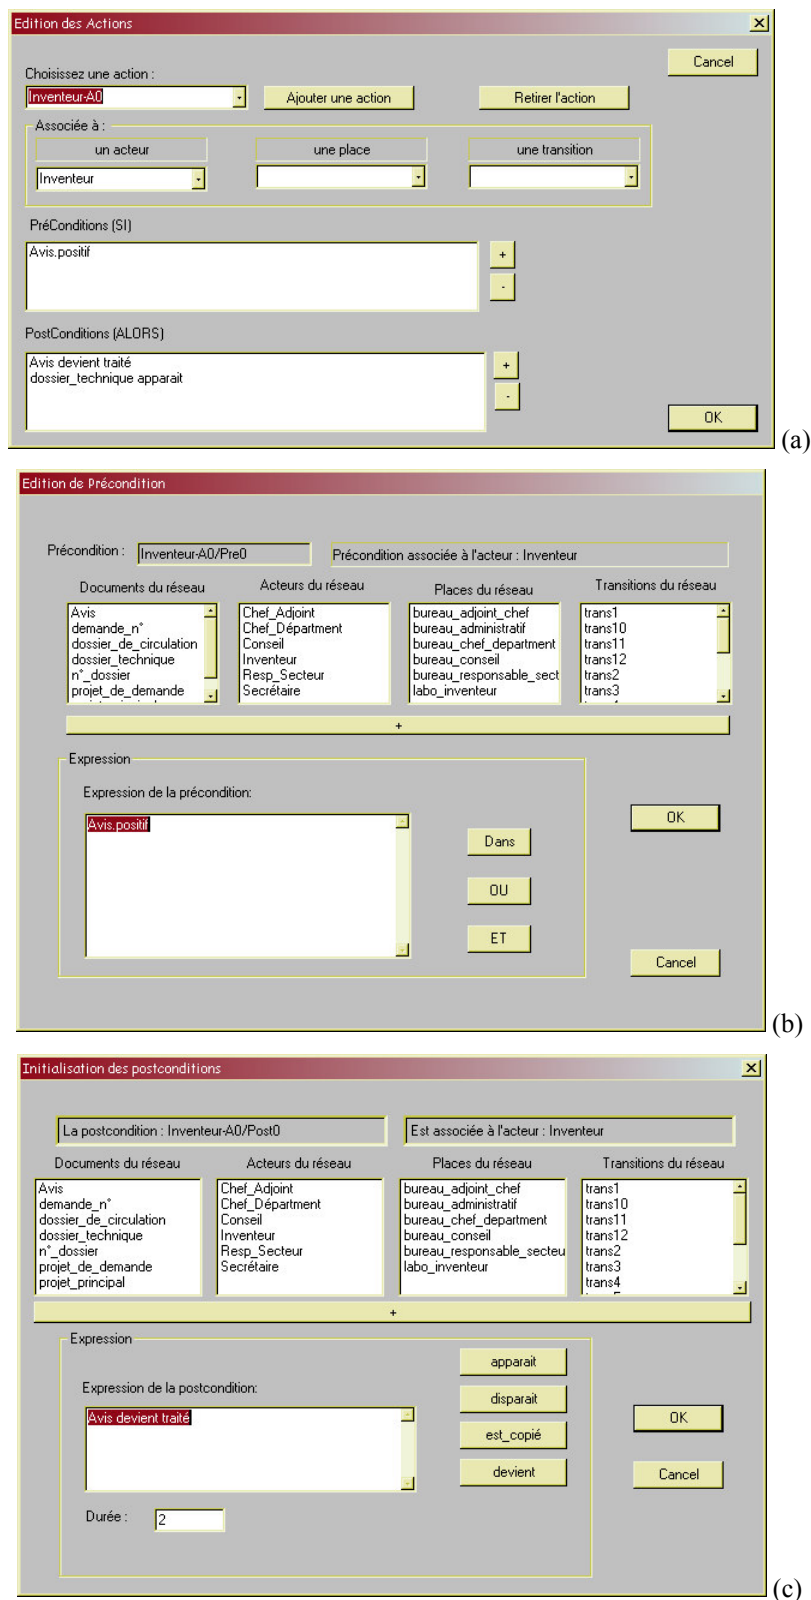 Edition des Actions
Cancel
Choisissez une action :
Inventeur-A0
Ajouter une action
Retirer l'action
Associée à :
un acteur
une place
une transition
Inventeur
PréConditions (SI)
Avis.positif
+
-
PostConditions (ALORS)
Avis devient traité
dossier_technique apparait
+
-
OK
(a)
Edition de Précondition
Précondition :
Inventeur-A0/Pre0
Précondition associée à l'acteur : Inventeur
Documents du réseau
Acteurs du réseau
Places du réseau
Transitions du réseau
Avis
demande_n°
dossier_de_circulation
dossier_technique
n°_dossier
projet_de_demande
Chef_Adjoint
Chef_Départment
Conseil
Inventeur
Resp_Secteur
Secrétaire
bureau_adjoint_chef
bureau_administratif
bureau_chef_department
bureau_conseil
bureau_responsable_sect
labo_inventeur
trans1
trans10
trans11
trans12
trans2
trans3
+
Expression
Expression de la précondition:
Avis.positif
Dans
OU
ET
OK
Cancel
(b)
Initialisation des postconditions
La postcondition : Inventeur-A0/Post0
Est associée à l'acteur : Inventeur
Documents du réseau
Acteurs du réseau
Places du réseau
Transitions du réseau
Avis
demande_n°
dossier_de_circulation
dossier_technique
n°_dossier
projet_de_demande
projet_principal
Chef_Adjoint
Chef_Départment
Conseil
Inventeur
Resp_Secteur
Secrétaire
bureau_adjoint_chef
bureau_administratif
bureau_chef_department
bureau_conseil
bureau_responsable_secteu
labo_inventeur
trans1
trans10
trans11
trans12
trans2
trans3
trans4
+
Expression
Expression de la postcondition:
Avis devient traité
apparait
disparait
est_copié
devient
Durée :
2
OK
Cancel
(c)